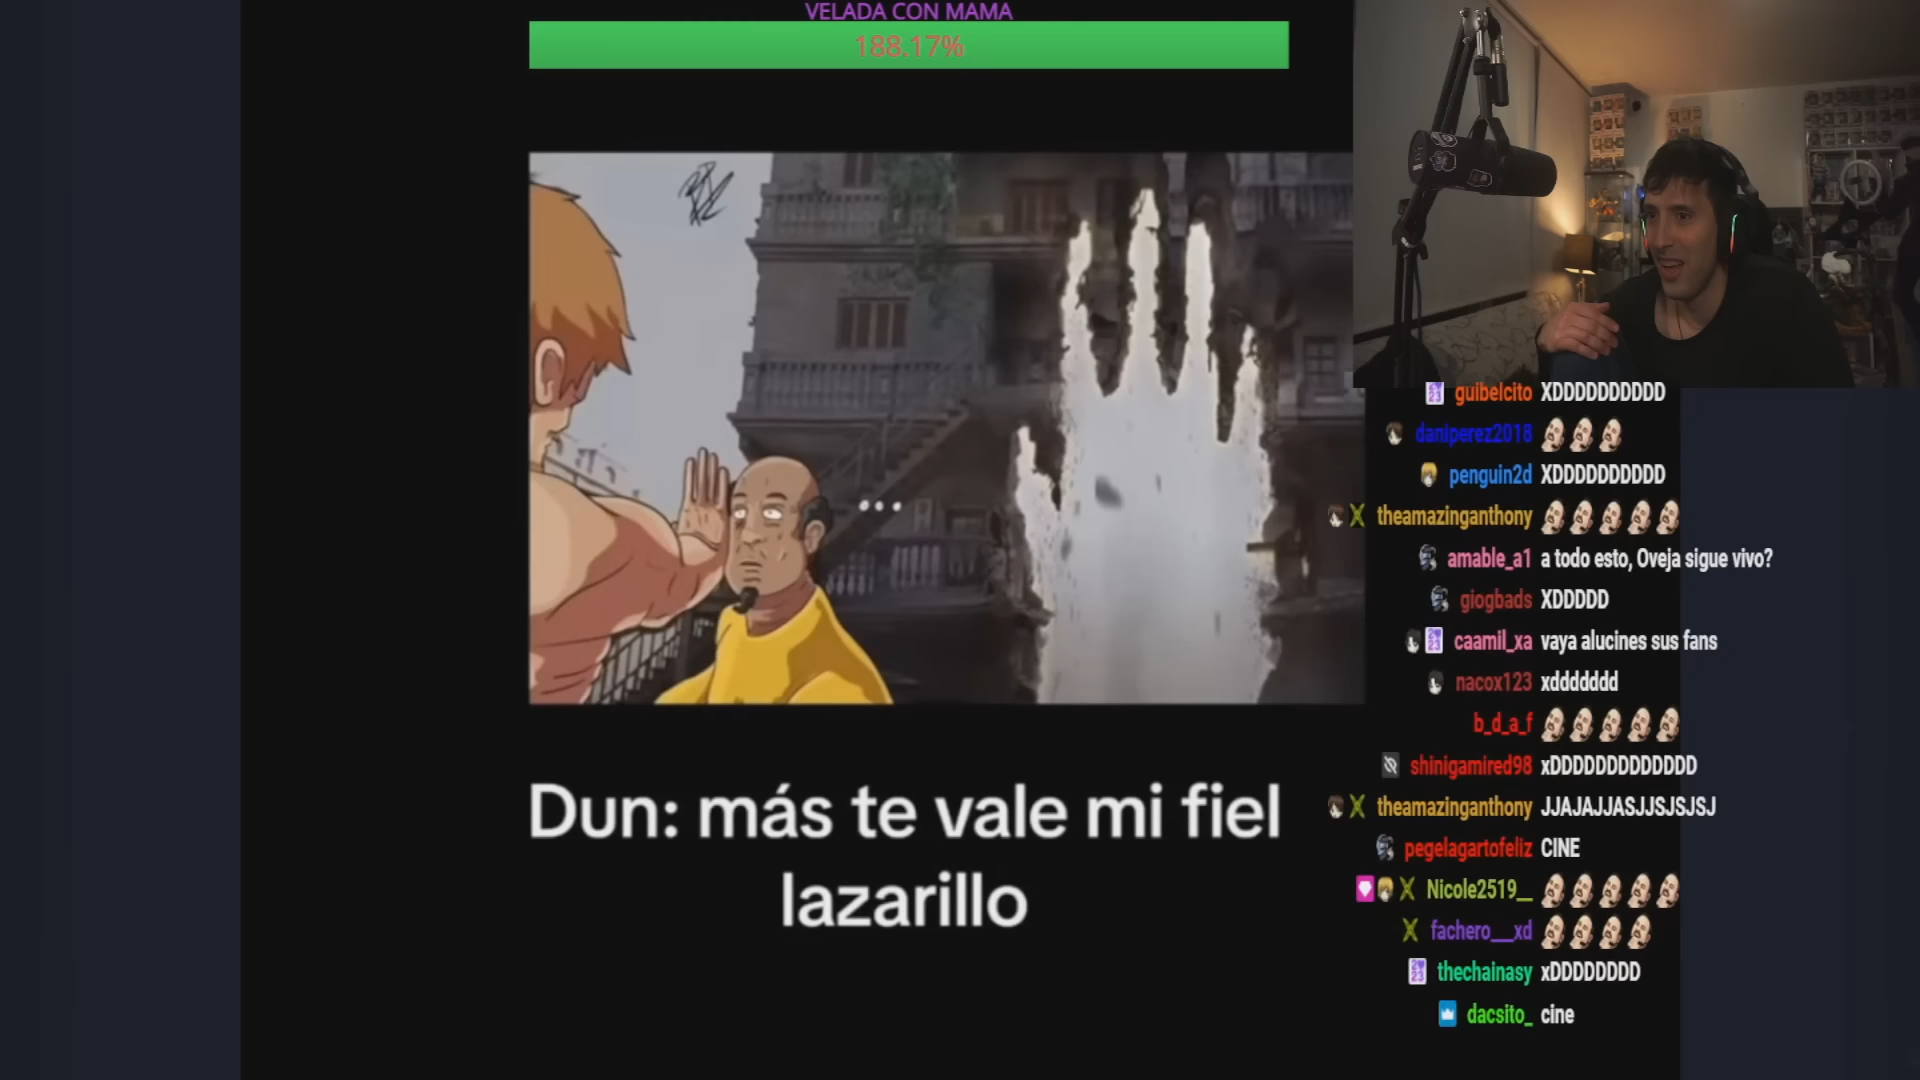 VELADA CON MAMA
188.17%
...
Dun: más te vale mi fiel
lazarillo
guibelcito XDDDDDDDDDD
daniperez2018
penguin2d XDDDDDDDDDD
theamazinganthony
amable_a1 a todo esto, Oveja sigue vivo?
giogbads XDDDDD
caamil_xa vaya alucines sus fans
nacox123 xddddddd
b_d_a_f
shinigamired98 xDDDDDDDDDDDDD
theamazinganthony JJAJAJJASJJSJSJSJ
pegelagartofeliz CINE
Nicole2519__
fachero___xd
thechainasy xDDDDDDDD
dacsito_ cine